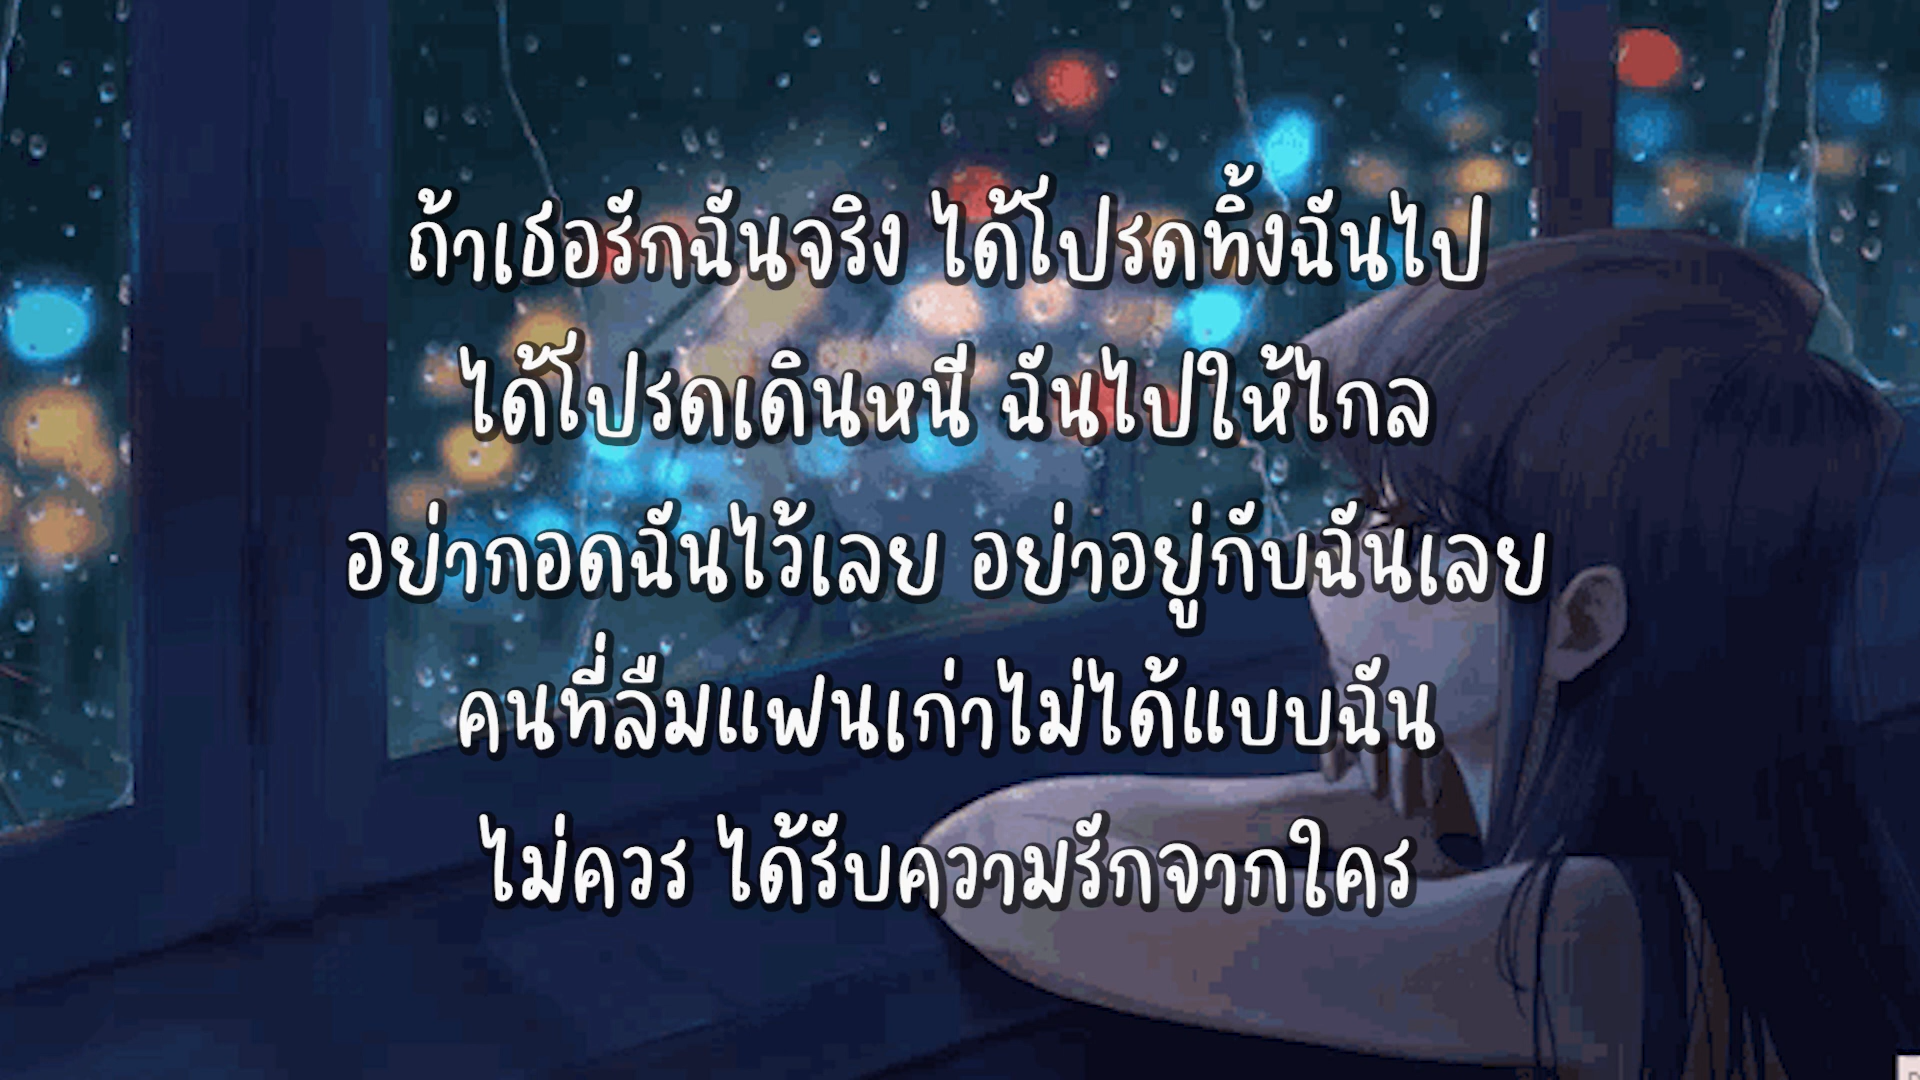 ถ้าเธอรักฉันจริง ได้โปรดทิ้งฉันไป
ได้โปรดเดินหนี ฉันไปให้ไกล
อย่ากอดฉันไว้เลย อย่าอยู่กับฉันเลย
คนที่ลืมแฟนเก่าไม่ได้แบบฉัน
ไม่ควร ได้รับความรักจากใคร